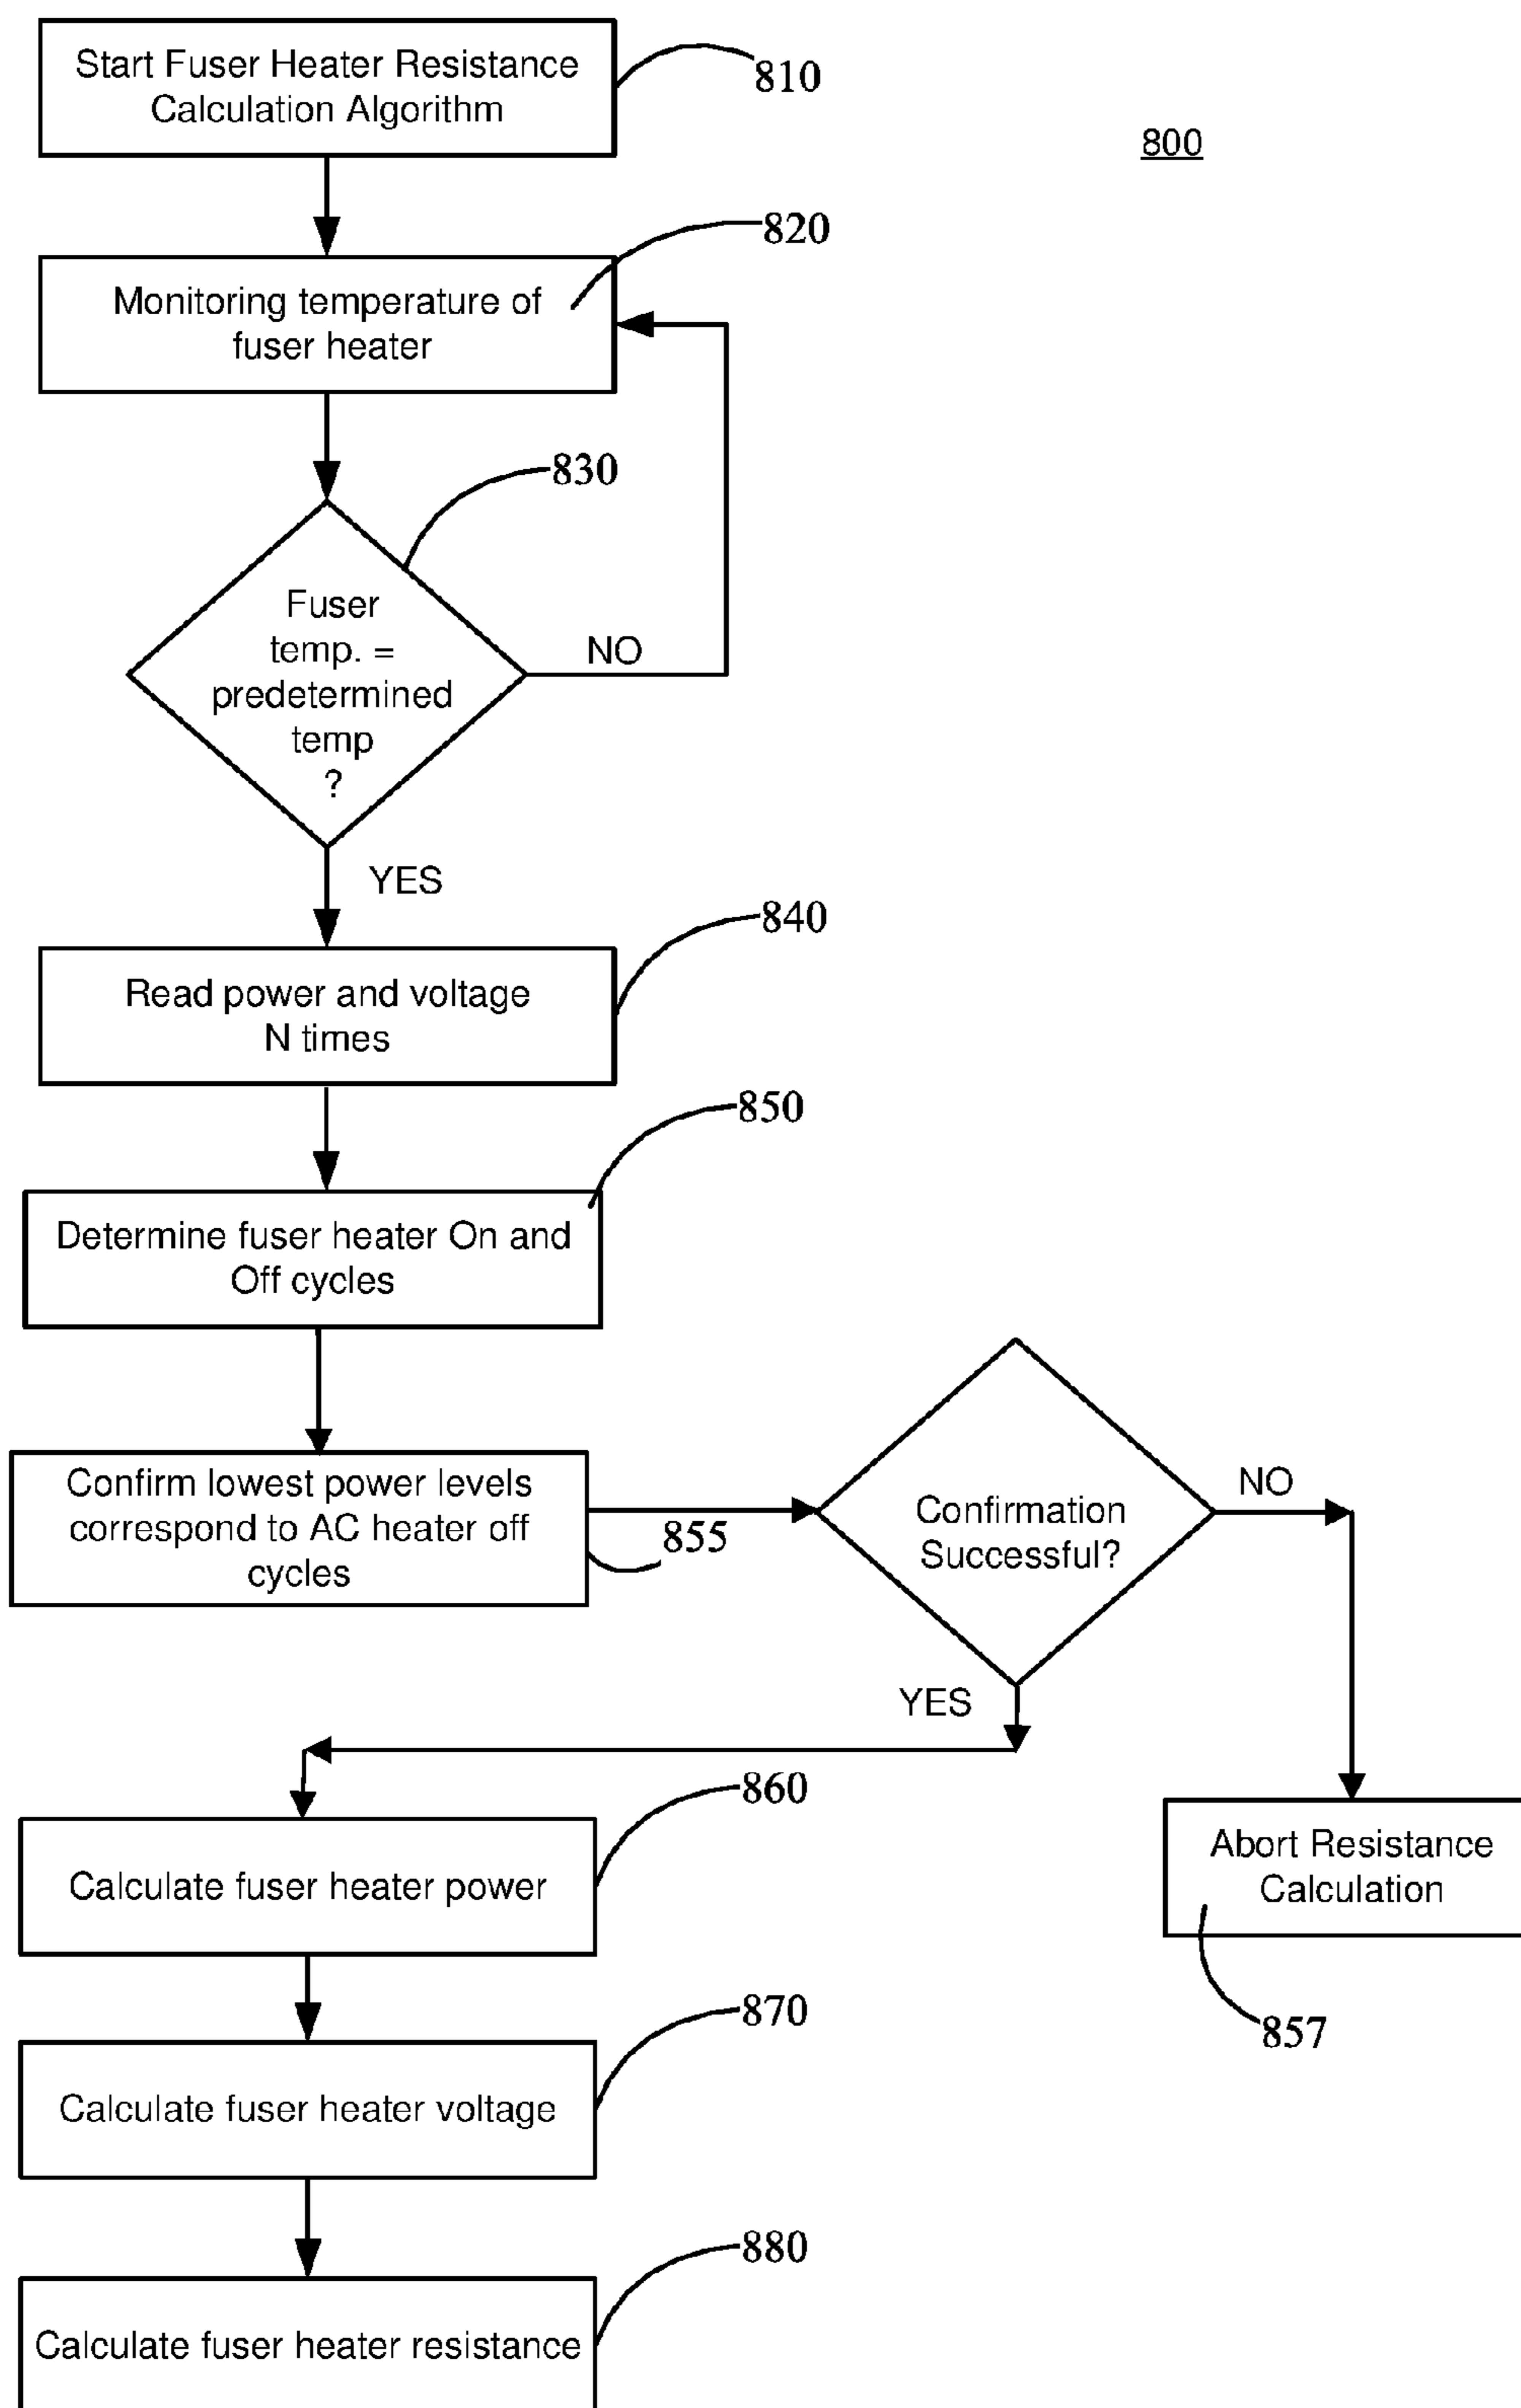 Start Fuser Heater Resistance
Calculation Algorithm
810
800
820
Monitoring temperature of
fuser heater
830
Fuser
temp. =
predetermined
temp
?
NO
YES
840
Read power and voltage
N times
850
Determine fuser heater On and
Off cycles
Confirm lowest power levels
correspond to AC heater off
cycles
855
Confirmation
Successful?
NO
YES
860
Calculate fuser heater power
Abort Resistance
Calculation
857
870
Calculate fuser heater voltage
880
Calculate fuser heater resistance